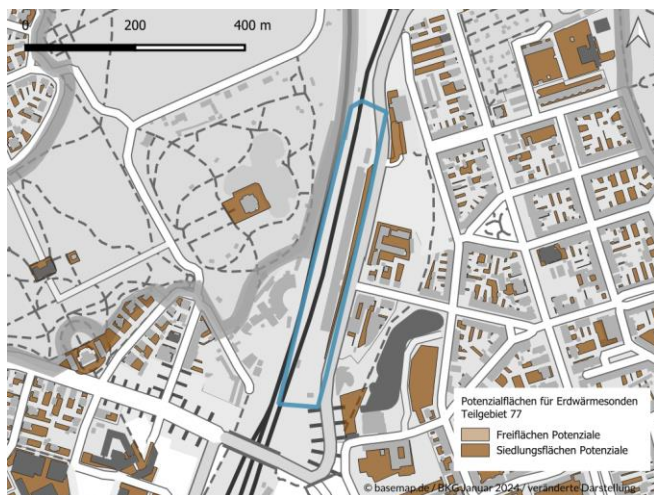 0 200 400 m
Potenzialflächen für Erdwärmesonden
Teilgebiet 77
Freiflächen Potenziale
Siedlungsflächen Potenziale
© basemap.de / BKG Januar 2024 / veränderte Darstellung